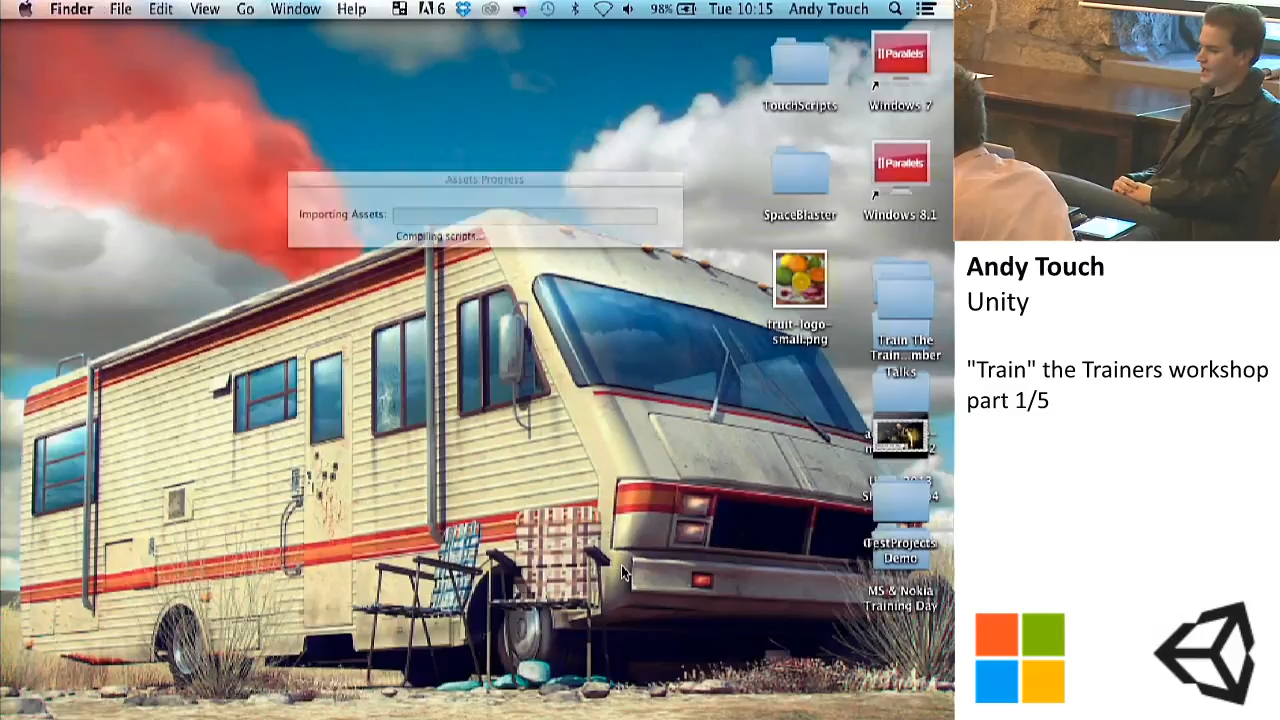 Finder File Edit View Go Window Help 6 98% Tue 10:15 Andy Touch
Assets Progress
Importing Assets:
Compiling scripts...
TouchScripts
||Parallels
Windows 7
SpaceBlaster
||Parallels
Windows 8.1
fruit-logo-
small.png
Train The
Train...mber
Talks
TestProjects
Demo
MS & Nokia
Training Day
Andy Touch
Unity
"Train" the Trainers workshop
part 1/5